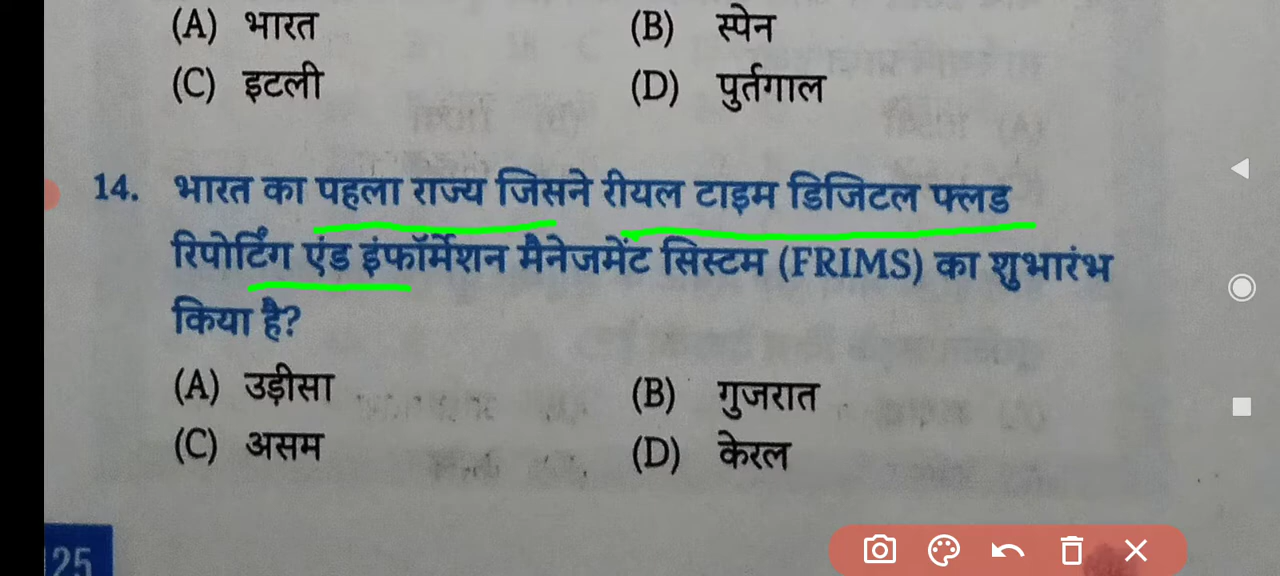 (A) भारत (B) स्पेन
(C) इटली (D) पुर्तगाल
14. भारत का पहला राज्य जिसने रीयल टाइम डिजिटल फ्लड
रिपोर्टिंग एंड इंफॉर्मेशन मैनेजमेंट सिस्टम (FRIMS) का शुभारंभ
किया है?
(A) उड़ीसा (B) गुजरात
(C) असम (D) केरल
25